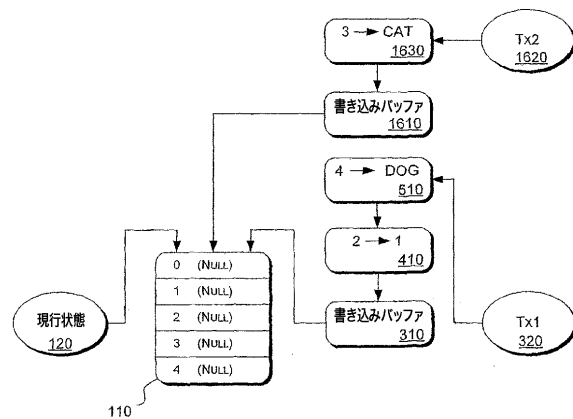 3 → CAT
1630
Tx2
1620
書き込みバッファ
1610
4 → DOG
510
2 → 1
410
書き込みバッファ
310
Tx1
320
現行状態
120
0 (NULL)
1 (NULL)
2 (NULL)
3 (NULL)
4 (NULL)
110